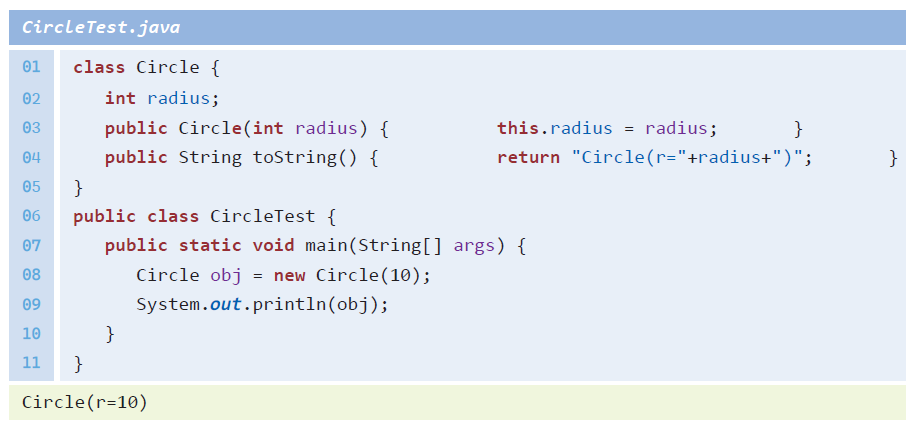 CircleTest.java
01 class Circle {
02 int radius;
03 public Circle(int radius) { this.radius = radius; }
04 public String toString() { return "Circle(r="+radius+")"; }
05 }
06 public class CircleTest {
07 public static void main(String[] args) {
08 Circle obj = new Circle(10);
09 System.out.println(obj);
10 }
11 }
Circle(r=10)